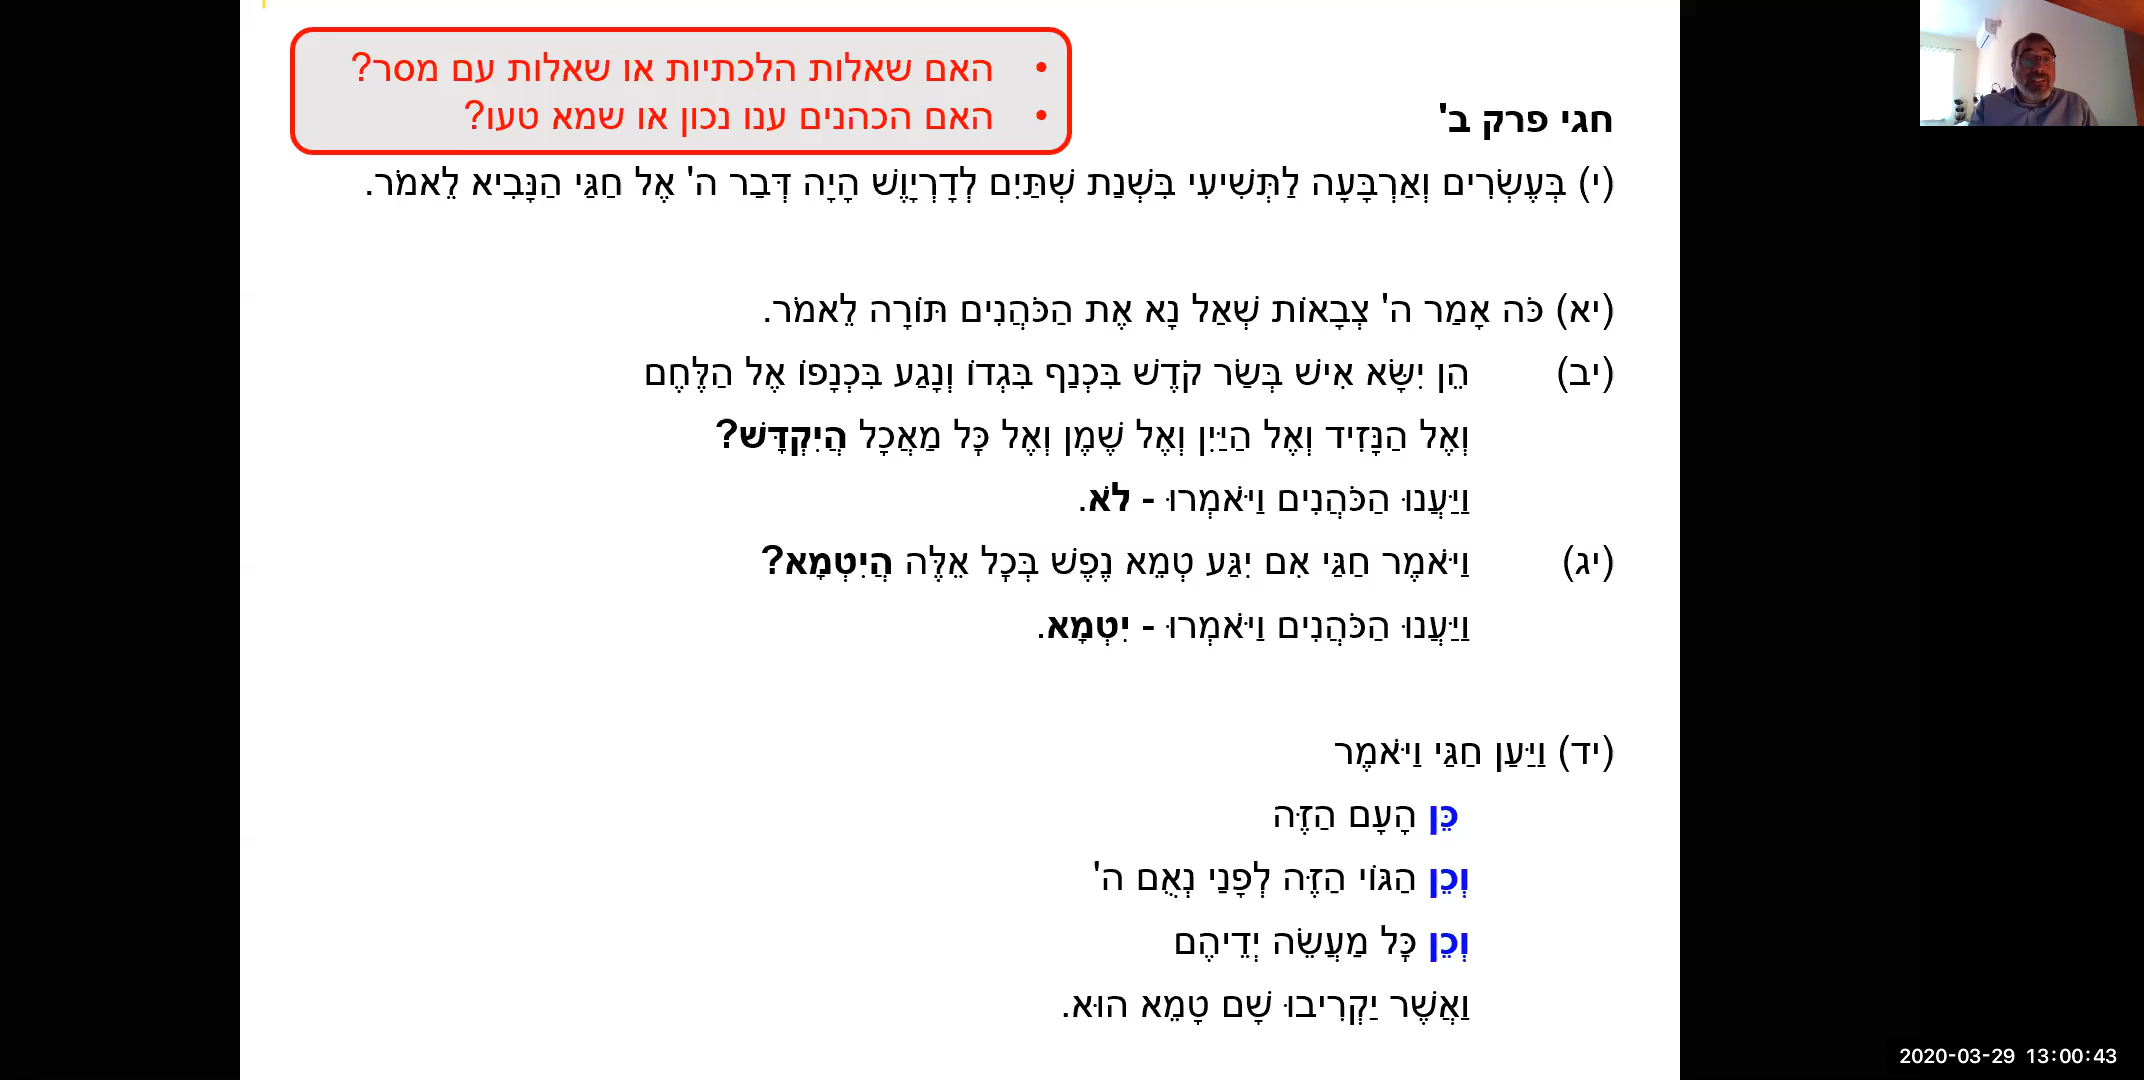 • האם שאלות הלכתיות או שאלות עם מסר?
• האם הכהנים ענו נכון או שמא טעו?
חגי פרק ב'
(י) בְּעֶשְׂרִים וְאַרְבָּעָה לַתְּשִׁיעִי בִּשְׁנַת שְׁתַּיִם לְדָרְיָוֶשׁ הָיָה דְּבַר ה' אֶל חַגַּי הַנָּבִיא לֵאמֹר.
(יא) כֹּה אָמַר ה' צְבָאוֹת שְׁאַל נָא אֶת הַכֹּהֲנִים תּוֹרָה לֵאמֹר.
(יב) הֵן יִשָּׂא אִישׁ בְּשַׂר קֹדֶשׁ בִּכְנַף בִּגְדוֹ וְנָגַע בִּכְנָפוֹ אֶל הַלֶּחֶם
וְאֶל הַנָּזִיד וְאֶל הַיַּיִן וְאֶל שֶׁמֶן וְאֶל כָּל מַאֲכָל הֲיִקְדָּשׁ?
וַיַּעֲנוּ הַכֹּהֲנִים וַיֹּאמְרוּ - לֹא.
(יג) וַיֹּאמֶר חַגַּי אִם יִגַּע טְמֵא נֶפֶשׁ בְּכָל אֵלֶּה הֲיִטְמָא?
וַיַּעֲנוּ הַכֹּהֲנִים וַיֹּאמְרוּ - יִטְמָא.
(יד) וַיַּעַן חַגַּי וַיֹּאמֶר
כֵּן הָעָם הַזֶּה
וְכֵן הַגּוֹי הַזֶּה לְפָנַי נְאֻם ה'
וְכֵן כָּל מַעֲשֵׂה יְדֵיהֶם
וַאֲשֶׁר יַקְרִיבוּ שָׁם טָמֵא הוּא.
2020-03-29 13:00:43